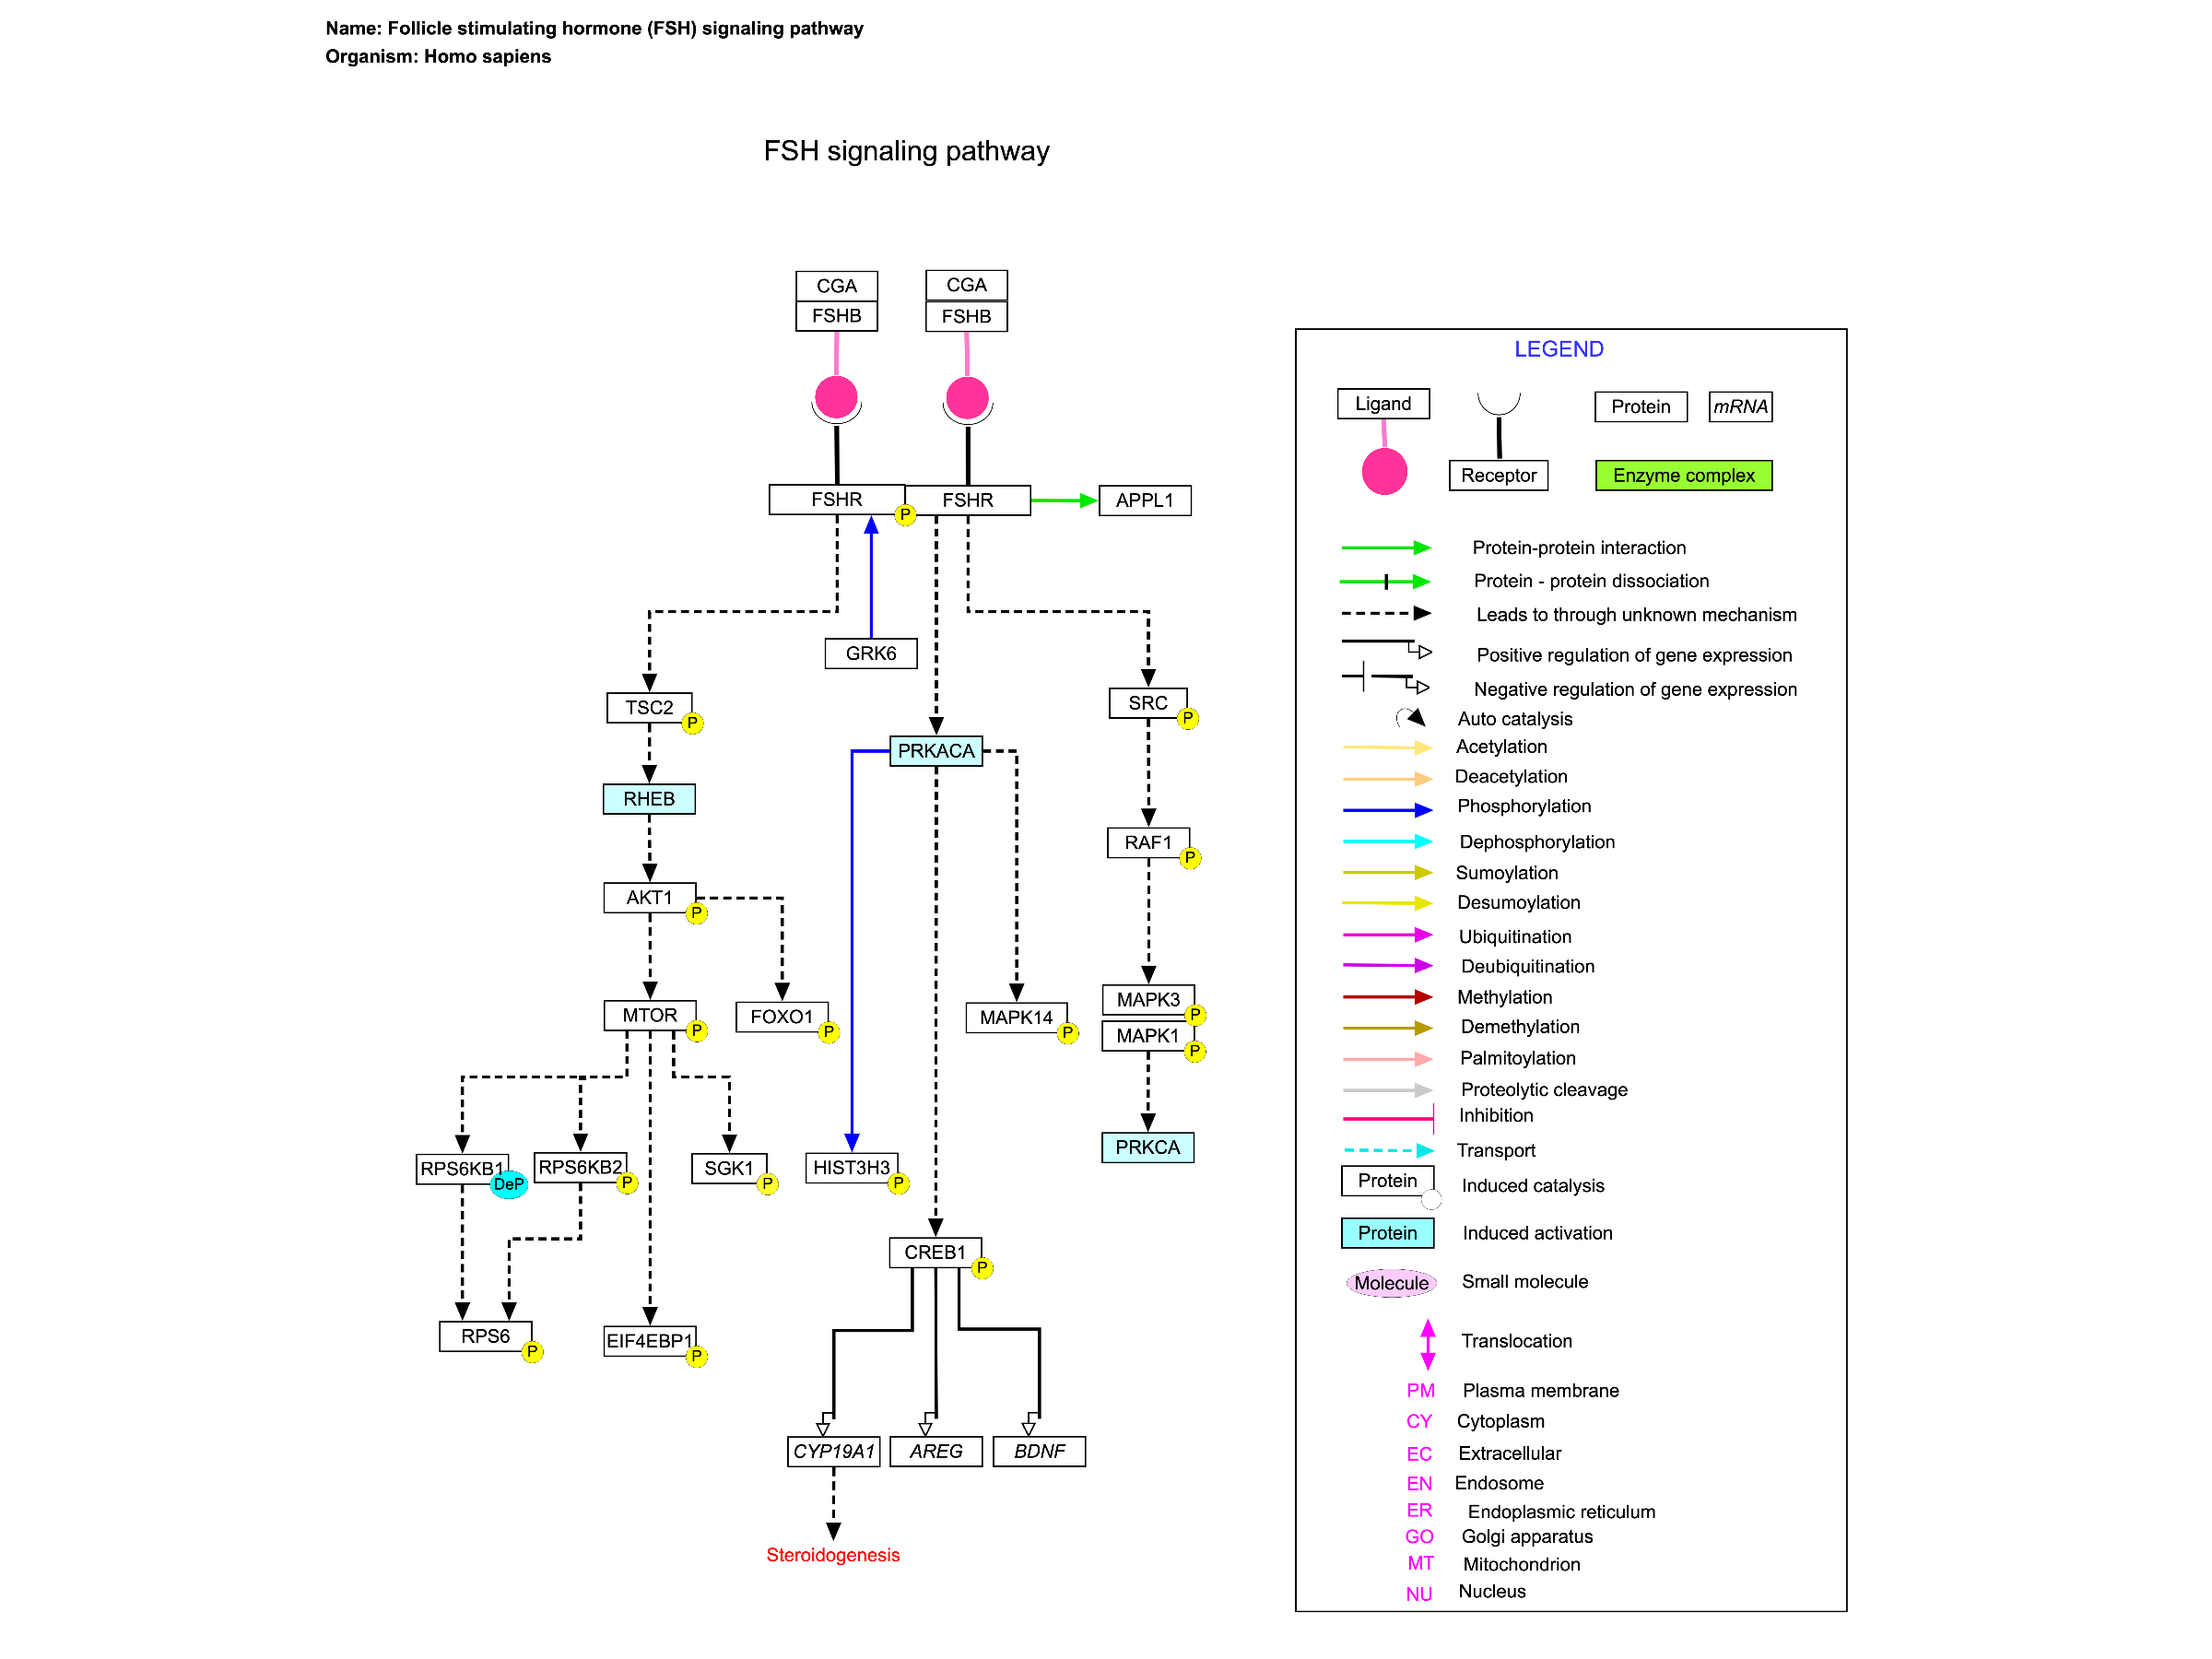 Name: Follicle stimulating hormone (FSH) signaling pathway
Organism: Homo sapiens
FSH signaling pathway
CGA
FSHB
CGA
FSHB
FSHR
P
FSHR
APPL1
GRK6
TSC2
P
SRC
P
PRKACA
RHEB
RAF1
P
AKT1
P
MTOR
P
FOXO1
P
MAPK14
P
MAPK3
P
MAPK1
P
PRKCA
RPS6KB1
DeP
RPS6KB2
P
SGK1
P
HIST3H3
P
CREB1
P
RPS6
P
EIF4EBP1
P
CYP19A1
AREG
BDNF
Steroidogenesis
LEGEND
Ligand
Receptor
Protein
mRNA
Enzyme complex
Protein-protein interaction
Protein - protein dissociation
Leads to through unknown mechanism
Positive regulation of gene expression
Negative regulation of gene expression
Auto catalysis
Acetylation
Deacetylation
Phosphorylation
Dephosphorylation
Sumoylation
Desumoylation
Ubiquitination
Deubiquitination
Methylation
Demethylation
Palmitoylation
Proteolytic cleavage
Inhibition
Transport
Protein Induced catalysis
Protein Induced activation
Molecule Small molecule
Translocation
PM Plasma membrane
CY Cytoplasm
EC Extracellular
EN Endosome
ER Endoplasmic reticulum
GO Golgi apparatus
MT Mitochondrion
NU Nucleus